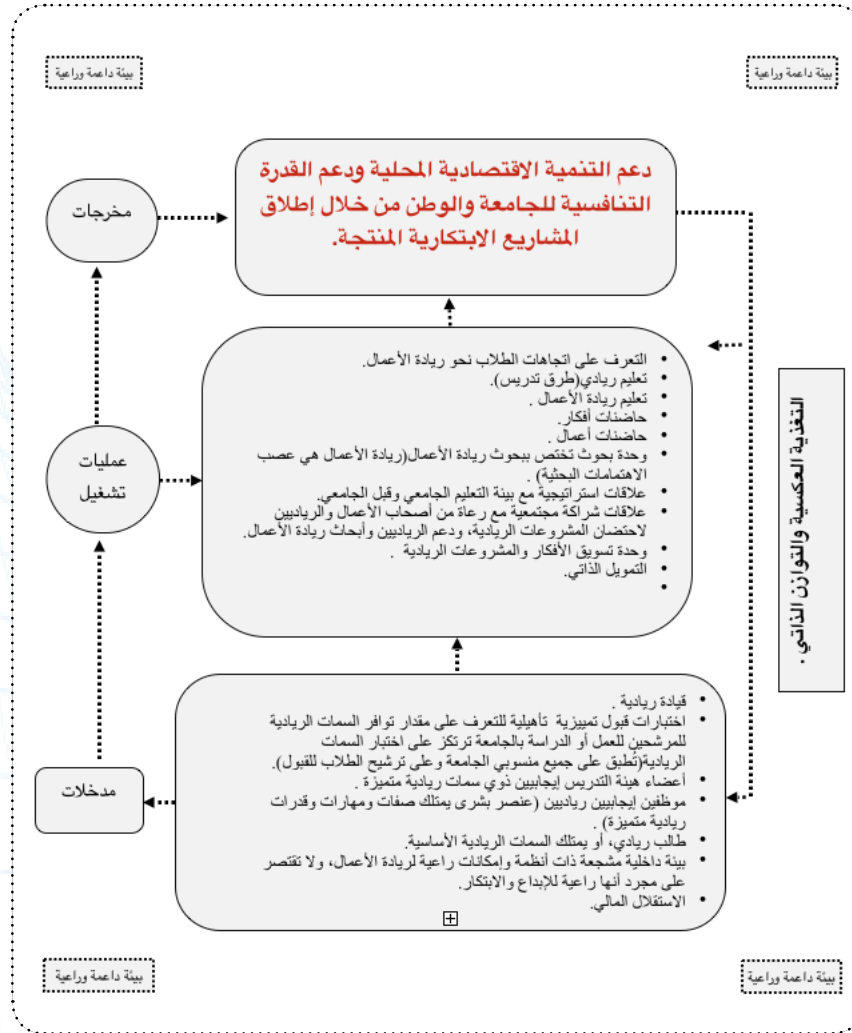 بيئة داعمة وراعية
بيئة داعمة وراعية
دعم التنمية الاقتصادية المحلية ودعم القدرة
التنافسية للجامعة والوطن من خلال إطلاق
المشاريع الابتكارية المنتجة.
مخرجات
• التعرف على اتجاهات الطلاب نحو ريادة الأعمال.
• تعليم ريادي(طرق تدريس).
• تعليم ريادة الأعمال .
• حاضنات أفكار.
• حاضنات أعمال .
• وحدة بحوث تختص ببحوث ريادة الأعمال(ريادة الأعمال هي عصب
الاهتمامات البحثية) .
• علاقات استراتيجية مع بيئة التعليم الجامعي وقبل الجامعي.
• علاقات شراكة مجتمعية مع رعاة من أصحاب الأعمال والرياديين
لاحتضان المشروعات الريادية، ودعم الرياديين وأبحاث ريادة الأعمال.
• وحدة تسويق الأفكار والمشروعات الريادية .
• التمويل الذاتي.
•
عمليات
تشغيل
التغذية العكسية والتوازن الذاتي .
• قيادة ريادية .
• اختبارات قبول تمييزية تأهيلية للتعرف على مقدار توافر السمات الريادية
للمرشحين للعمل أو الدراسة بالجامعة ترتكز على اختبار السمات
الريادية(تُطبق على جميع منسوبي الجامعة وعلى ترشيح الطلاب للقبول).
• أعضاء هيئة التدريس إيجابيين ذوي سمات ريادية متميزة .
• موظفين إيجابيين رياديين (عنصر بشرى يمتلك صفات ومهارات وقدرات
ريادية متميزة) .
• طالب ريادي، أو يمتلك السمات الريادية الأساسية.
• بيئة داخلية مشجعة ذات أنظمة وإمكانات راعية لريادة الأعمال، ولا تقتصر
على مجرد أنها راعية للإبداع والابتكار.
• الاستقلال المالي.
مدخلات
بيئة داعمة وراعية
بيئة داعمة وراعية